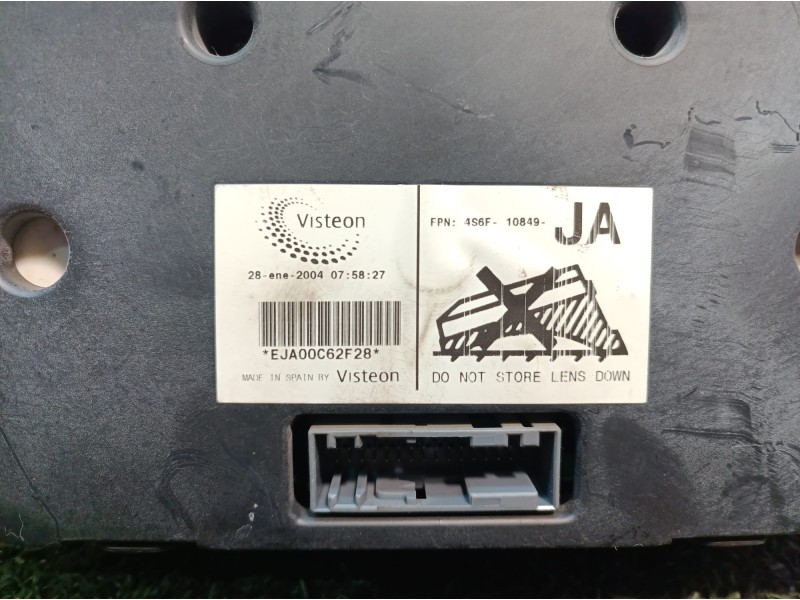 Visteon
28-ene-2004 07:58:27
*EJA00C62F28*
MADE IN SPAIN BY Visteon
FPN: 4S6F- 10849- JA
DO NOT STORE LENS DOWN